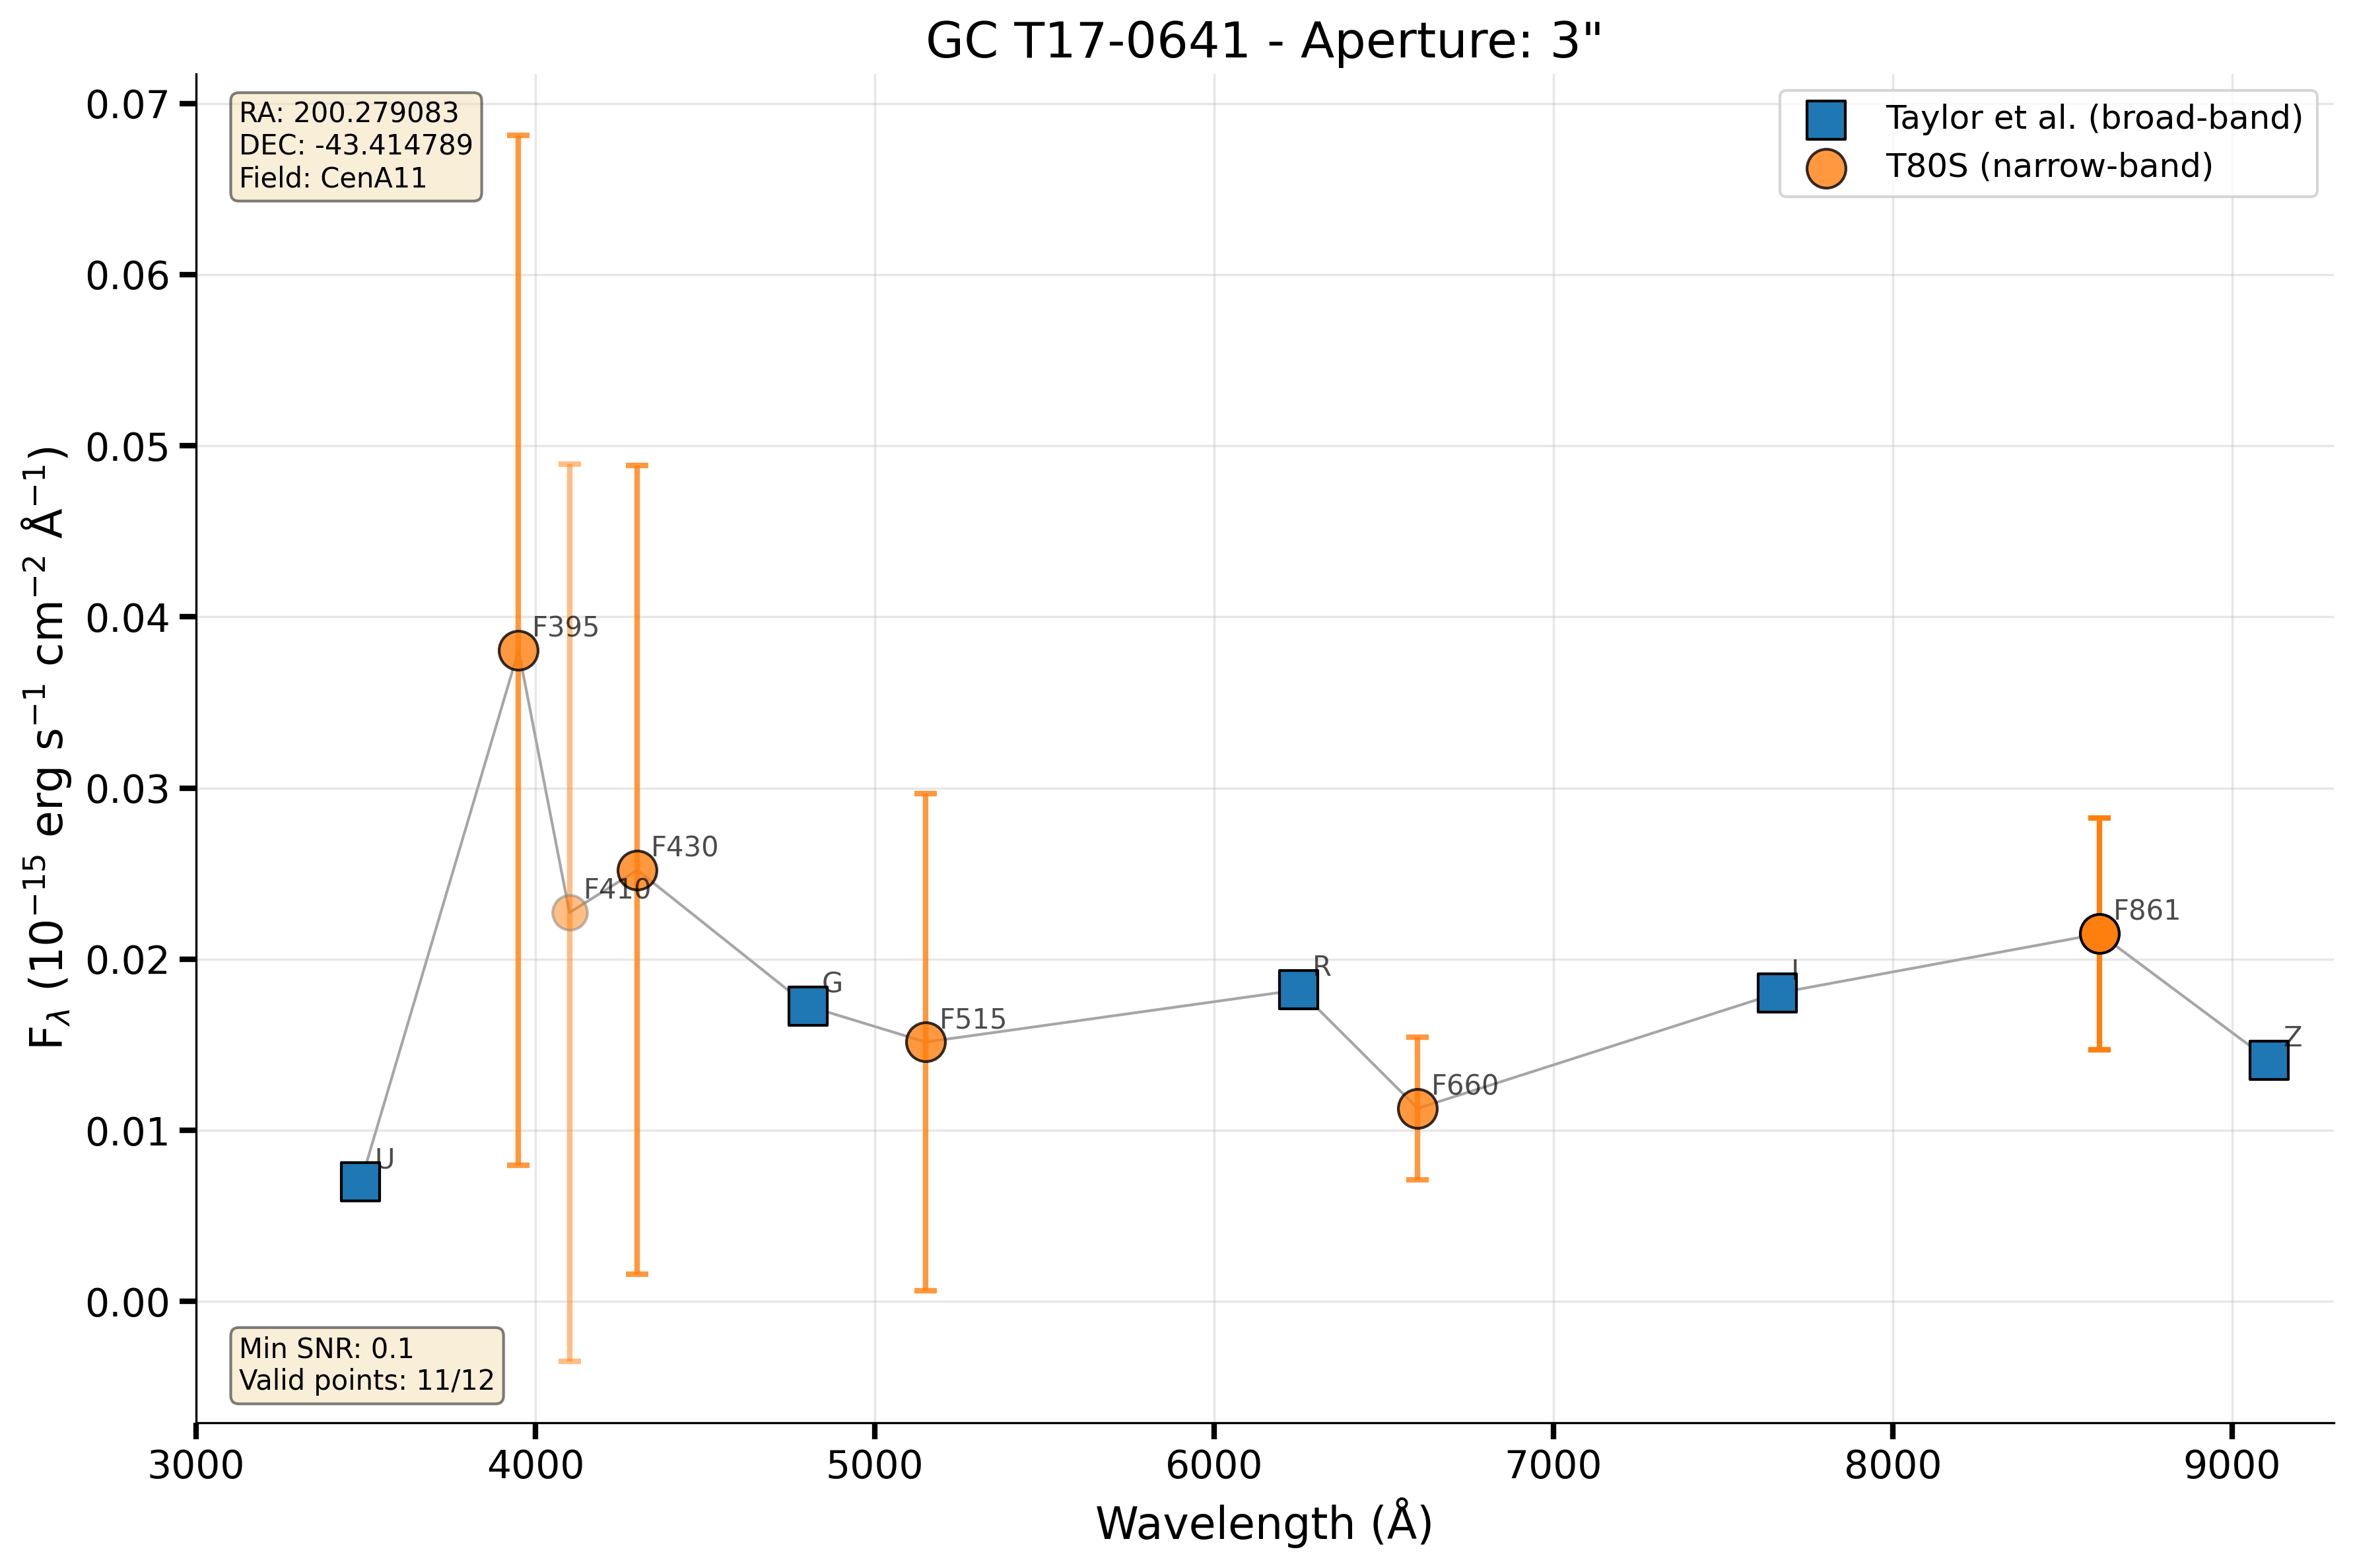 GC T17-0641 - Aperture: 3"
RA: 200.279083
DEC: -43.414789
Field: CenA11
Taylor et al. (broad-band)
T80S (narrow-band)
0.07
0.06
0.05
0.04
0.03
0.02
0.01
0.00
F_λ (10⁻¹⁵ erg s⁻¹ cm⁻² Å⁻¹)
F395
F430
F410
F861
G
R
I
F515
Z
F660
U
Min SNR: 0.1
Valid points: 11/12
3000 4000 5000 6000 7000 8000 9000
Wavelength (Å)